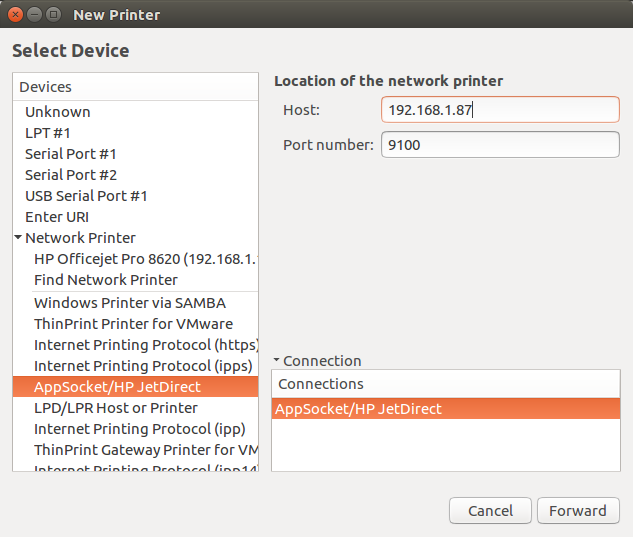 New Printer
Select Device
Devices
Unknown
LPT #1
Serial Port #1
Serial Port #2
USB Serial Port #1
Enter URI
Network Printer
HP Officejet Pro 8620 (192.168.1.
Find Network Printer
Windows Printer via SAMBA
ThinPrint Printer for VMware
Internet Printing Protocol (https)
Internet Printing Protocol (ipps)
AppSocket/HP JetDirect
LPD/LPR Host or Printer
Internet Printing Protocol (ipp)
ThinPrint Gateway Printer for VM
Internet Printing Protocol (ipp14)
Location of the network printer
Host: 192.168.1.87
Port number: 9100
Connection
Connections
AppSocket/HP JetDirect
Cancel Forward